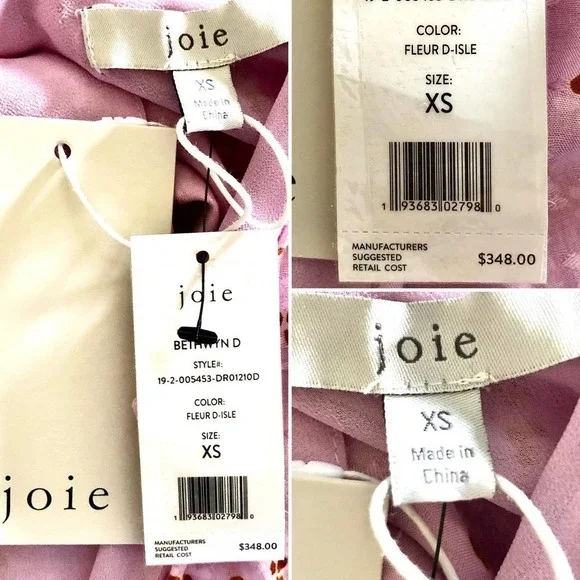 joie
XS
Made in
China
joie
joie
BETHWYN D
STYLE#:
19-2-005453-DR01210D
COLOR:
FLEUR D-ISLE
SIZE:
XS
1 93683 02798 0
MANUFACTURERS
SUGGESTED
RETAIL COST
$348.00
COLOR:
FLEUR D-ISLE
SIZE:
XS
1 93683 02798 0
MANUFACTURERS
SUGGESTED
RETAIL COST
$348.00
joie
XS
Made in
China